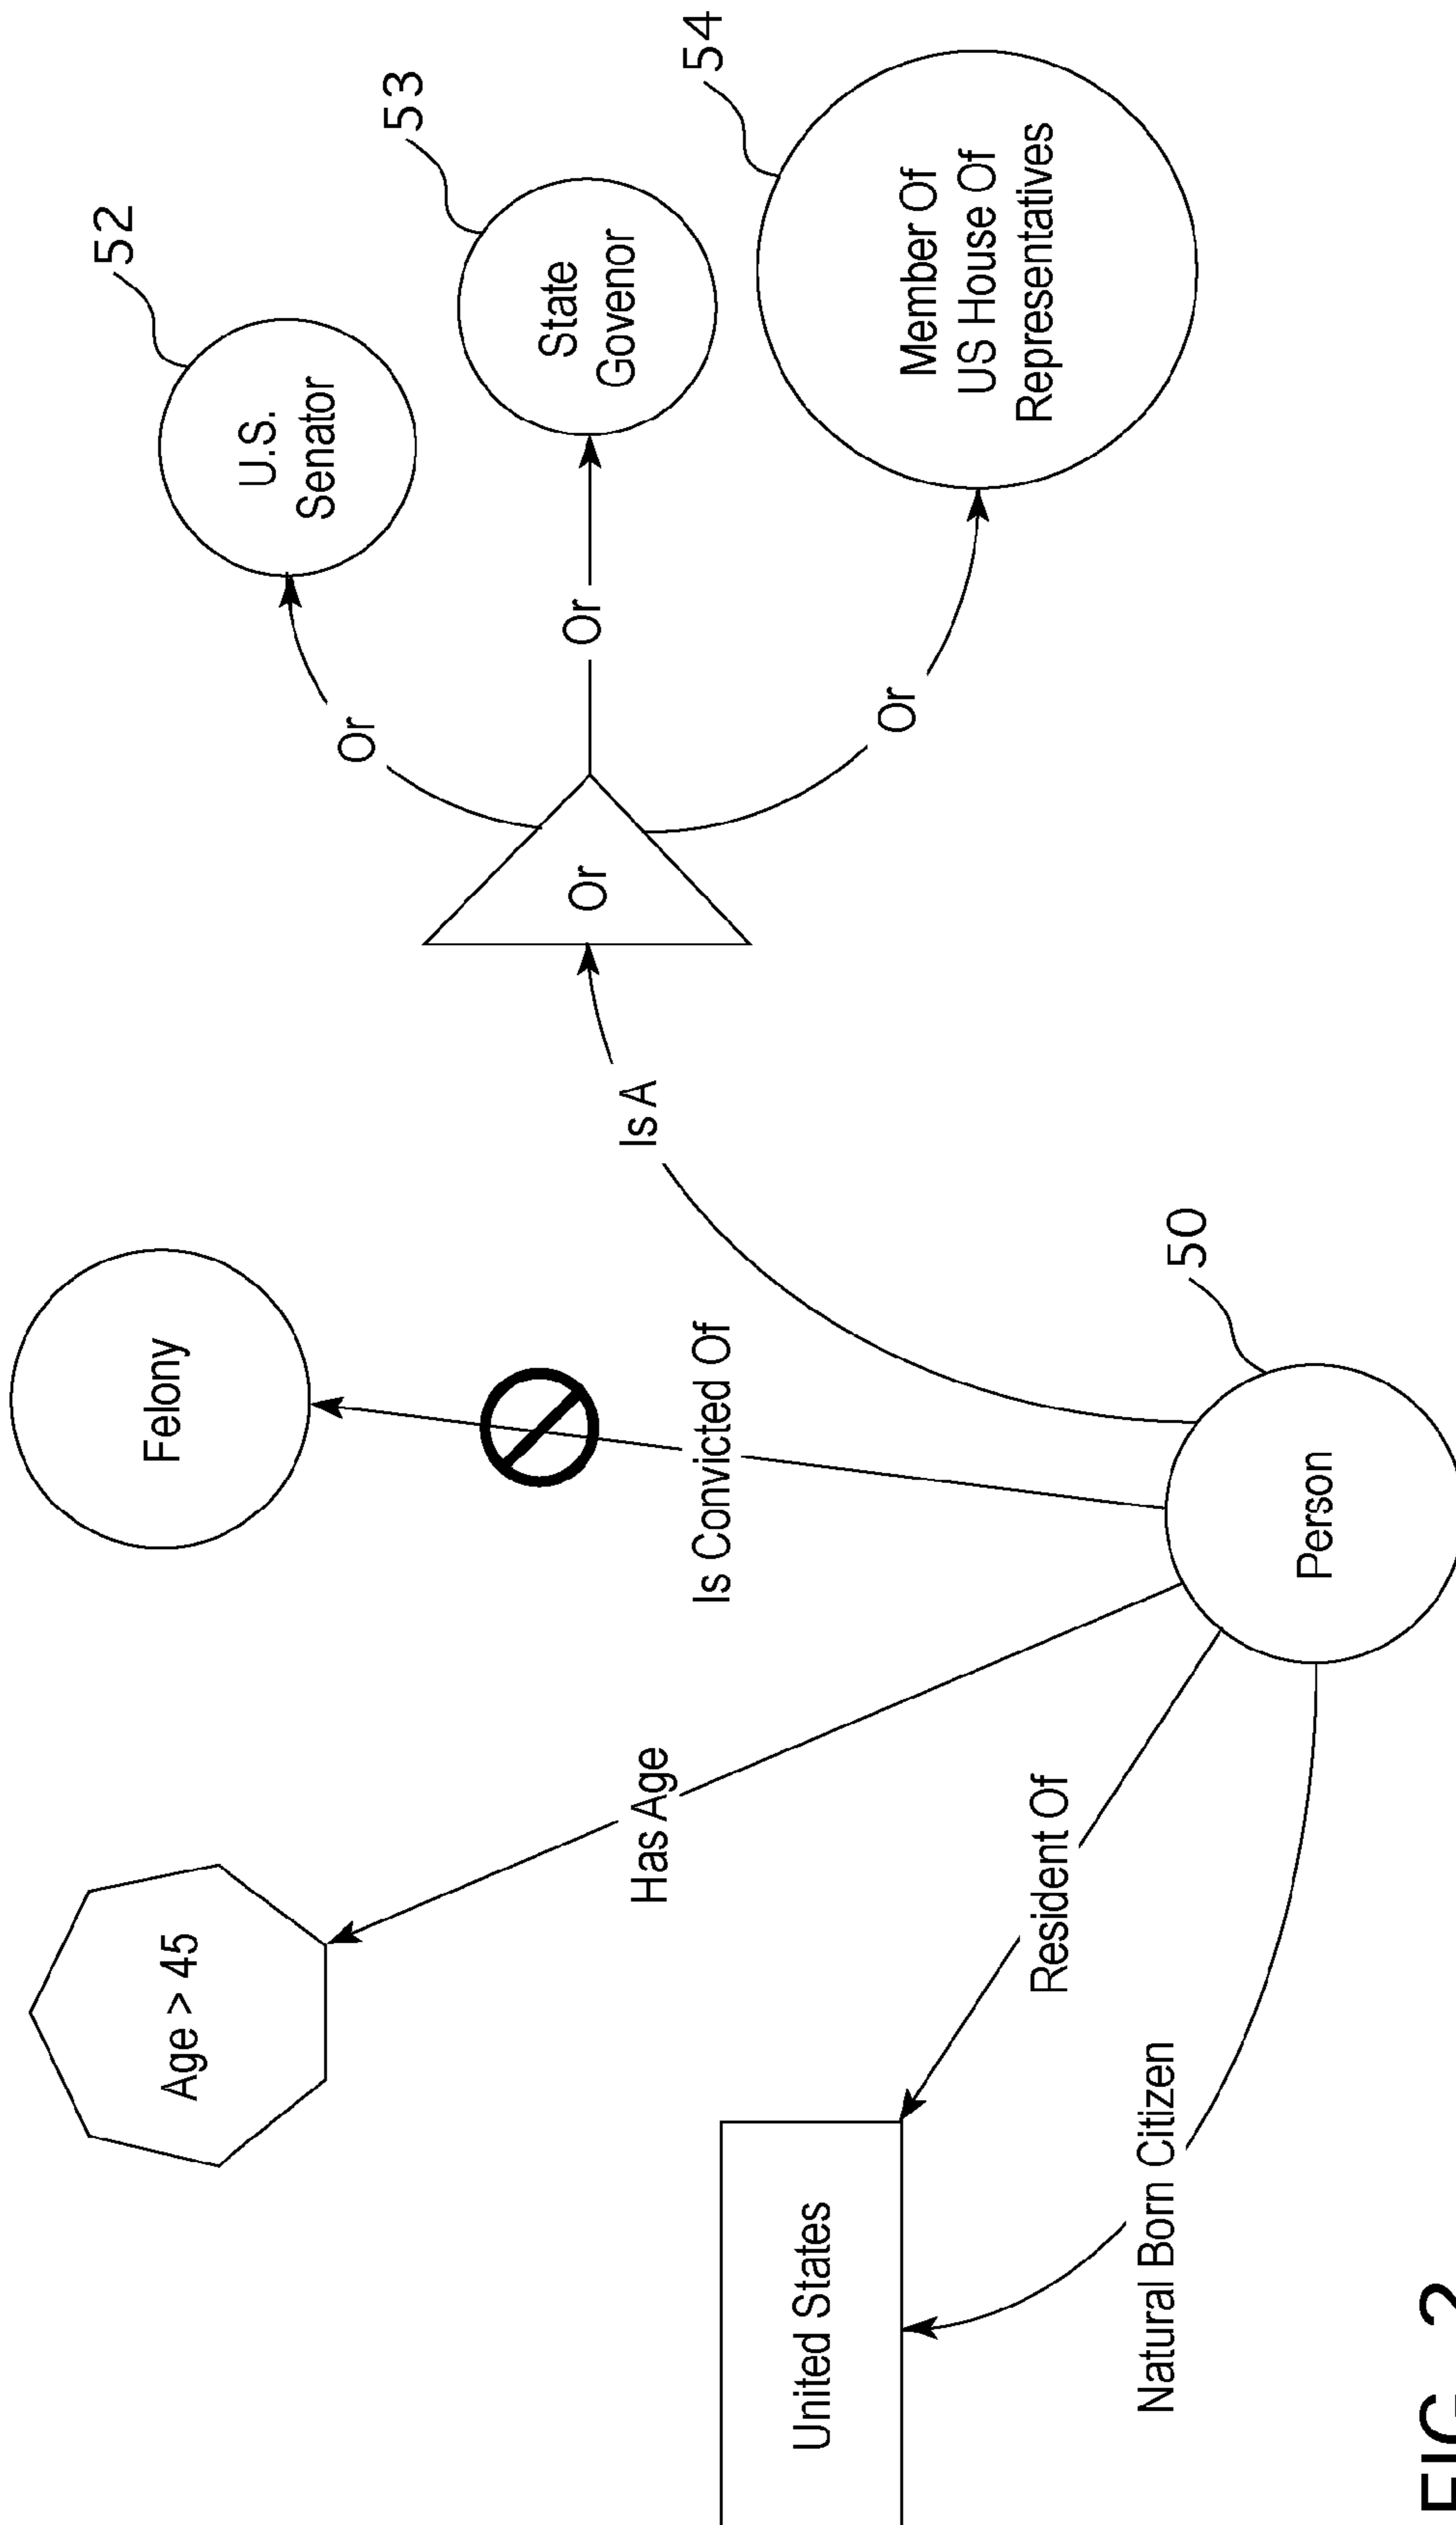 52
Felony
Age > 45
U.S.
Senator
Or
53
State
Govenor
Or
Or
Is A
Has Age
Is Convicted Of
54
Member Of
US House Of
Representatives
Or
United States
Resident Of
Natural Born Citizen
50
Person
FIG. 2